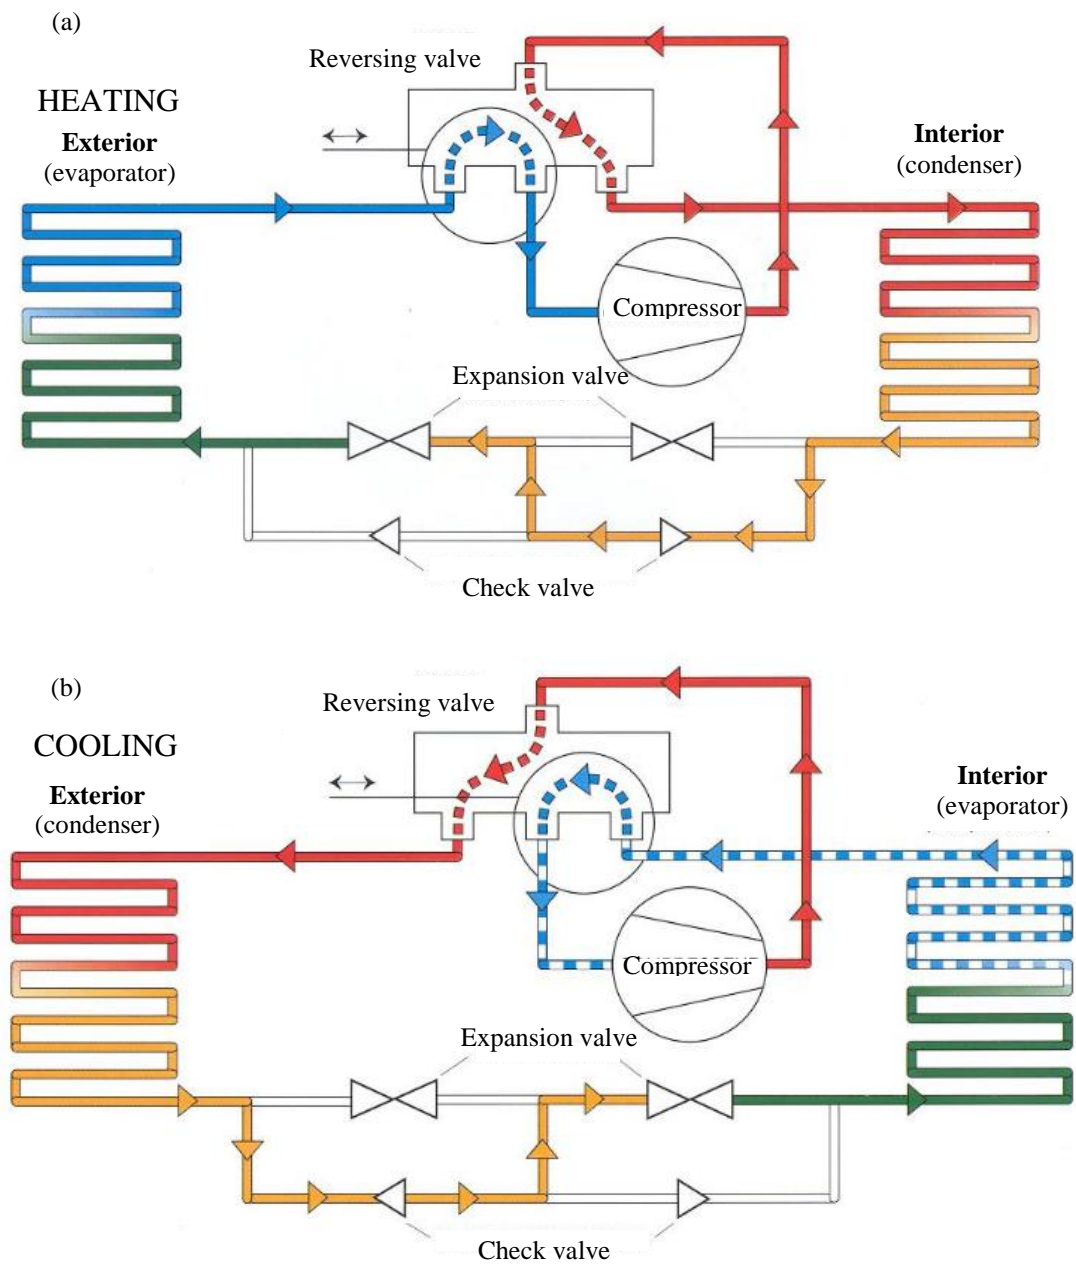 (a)
Reversing valve
HEATING
Exterior
(evaporator)
Interior
(condenser)
Compressor
Expansion valve
Check valve
(b)
Reversing valve
COOLING
Exterior
(condenser)
Interior
(evaporator)
Compressor
Expansion valve
Check valve